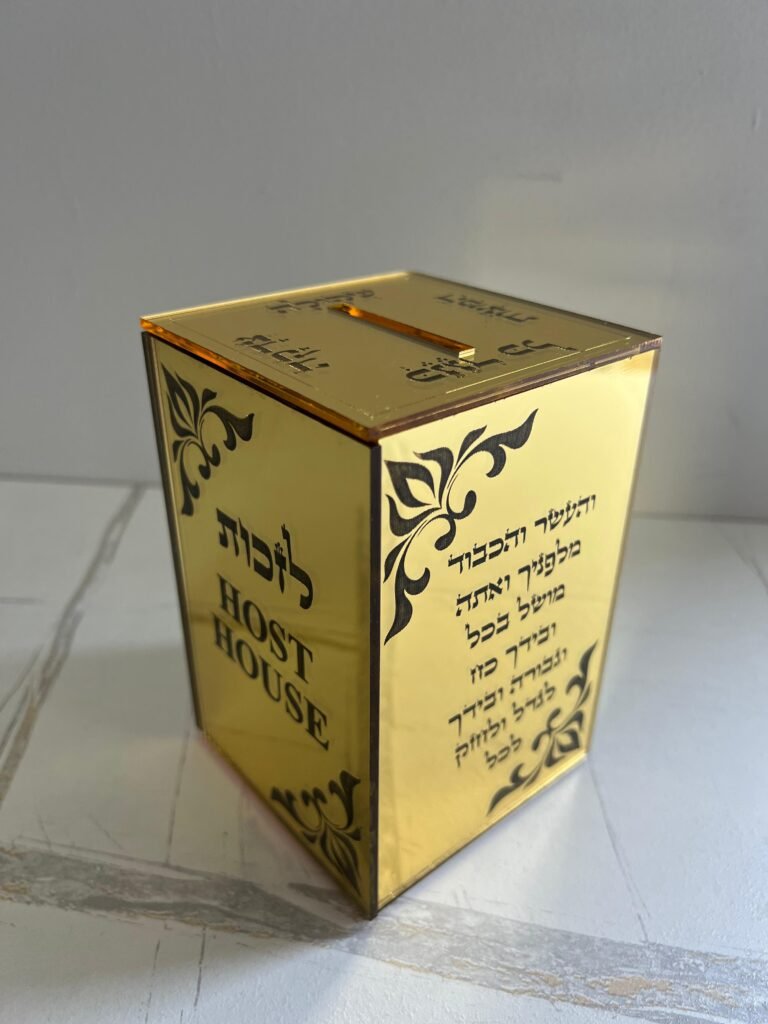 לזכות
HOST
HOUSE
והעשר והכבוד
מלפניך ואתה
מושל בכל
ובידך כח
וגבורה ובידך
לגדל ולחזק
לכל